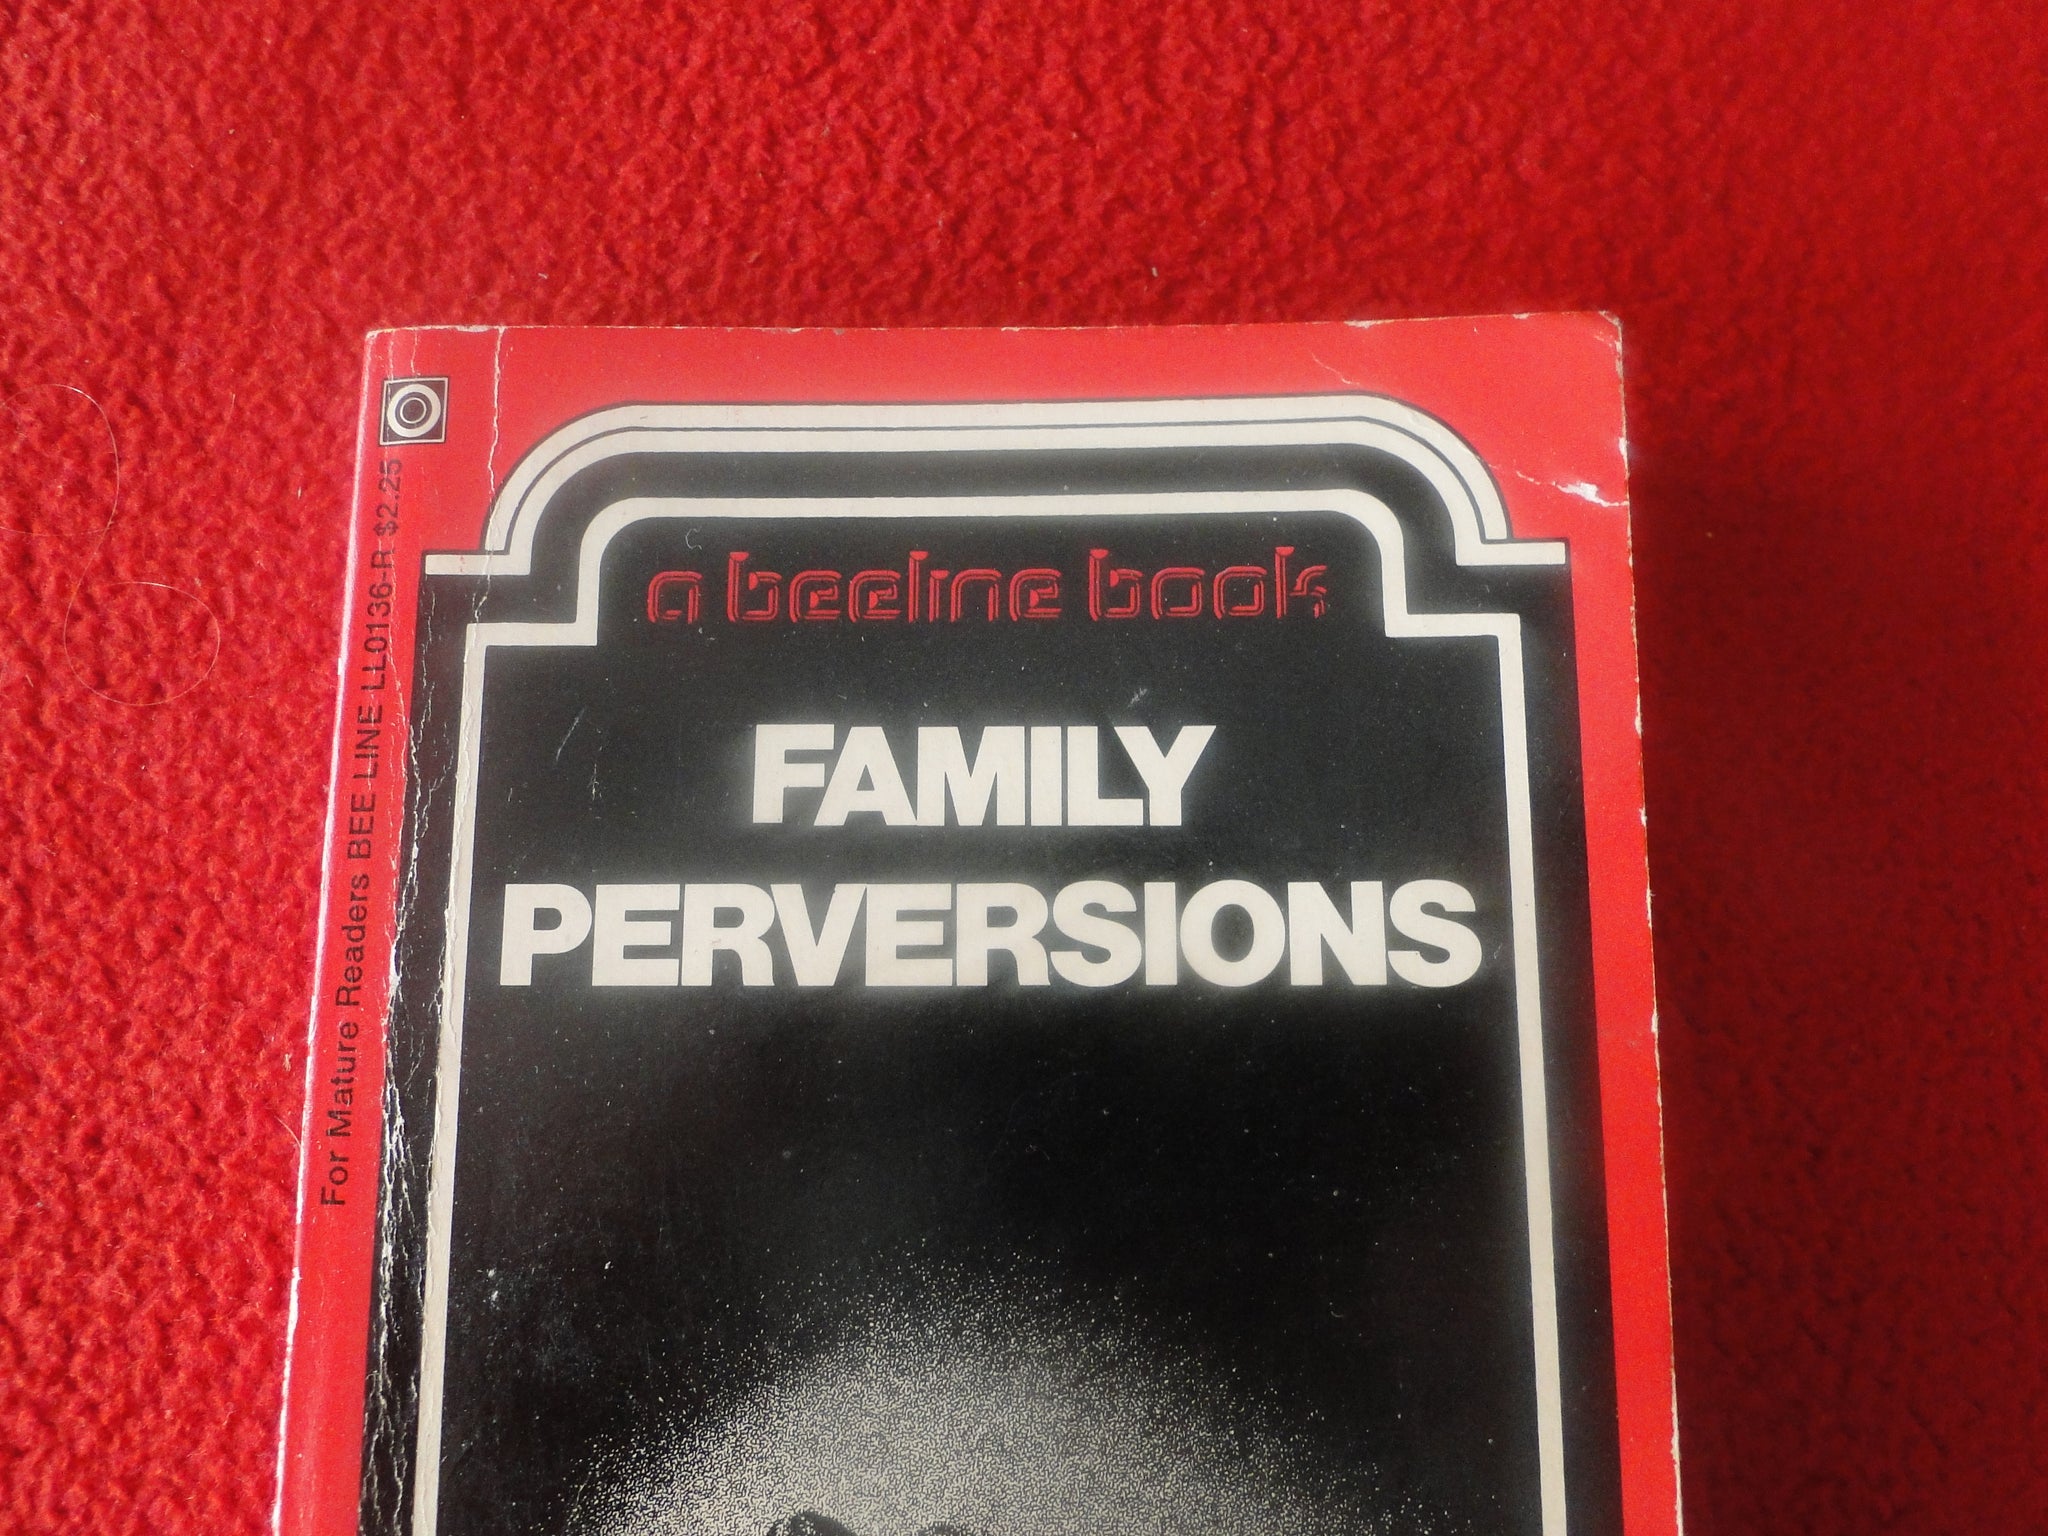 a beeline book
FAMILY
PERVERSIONS
For Mature Readers BEE LINE LL0136-R $2.25